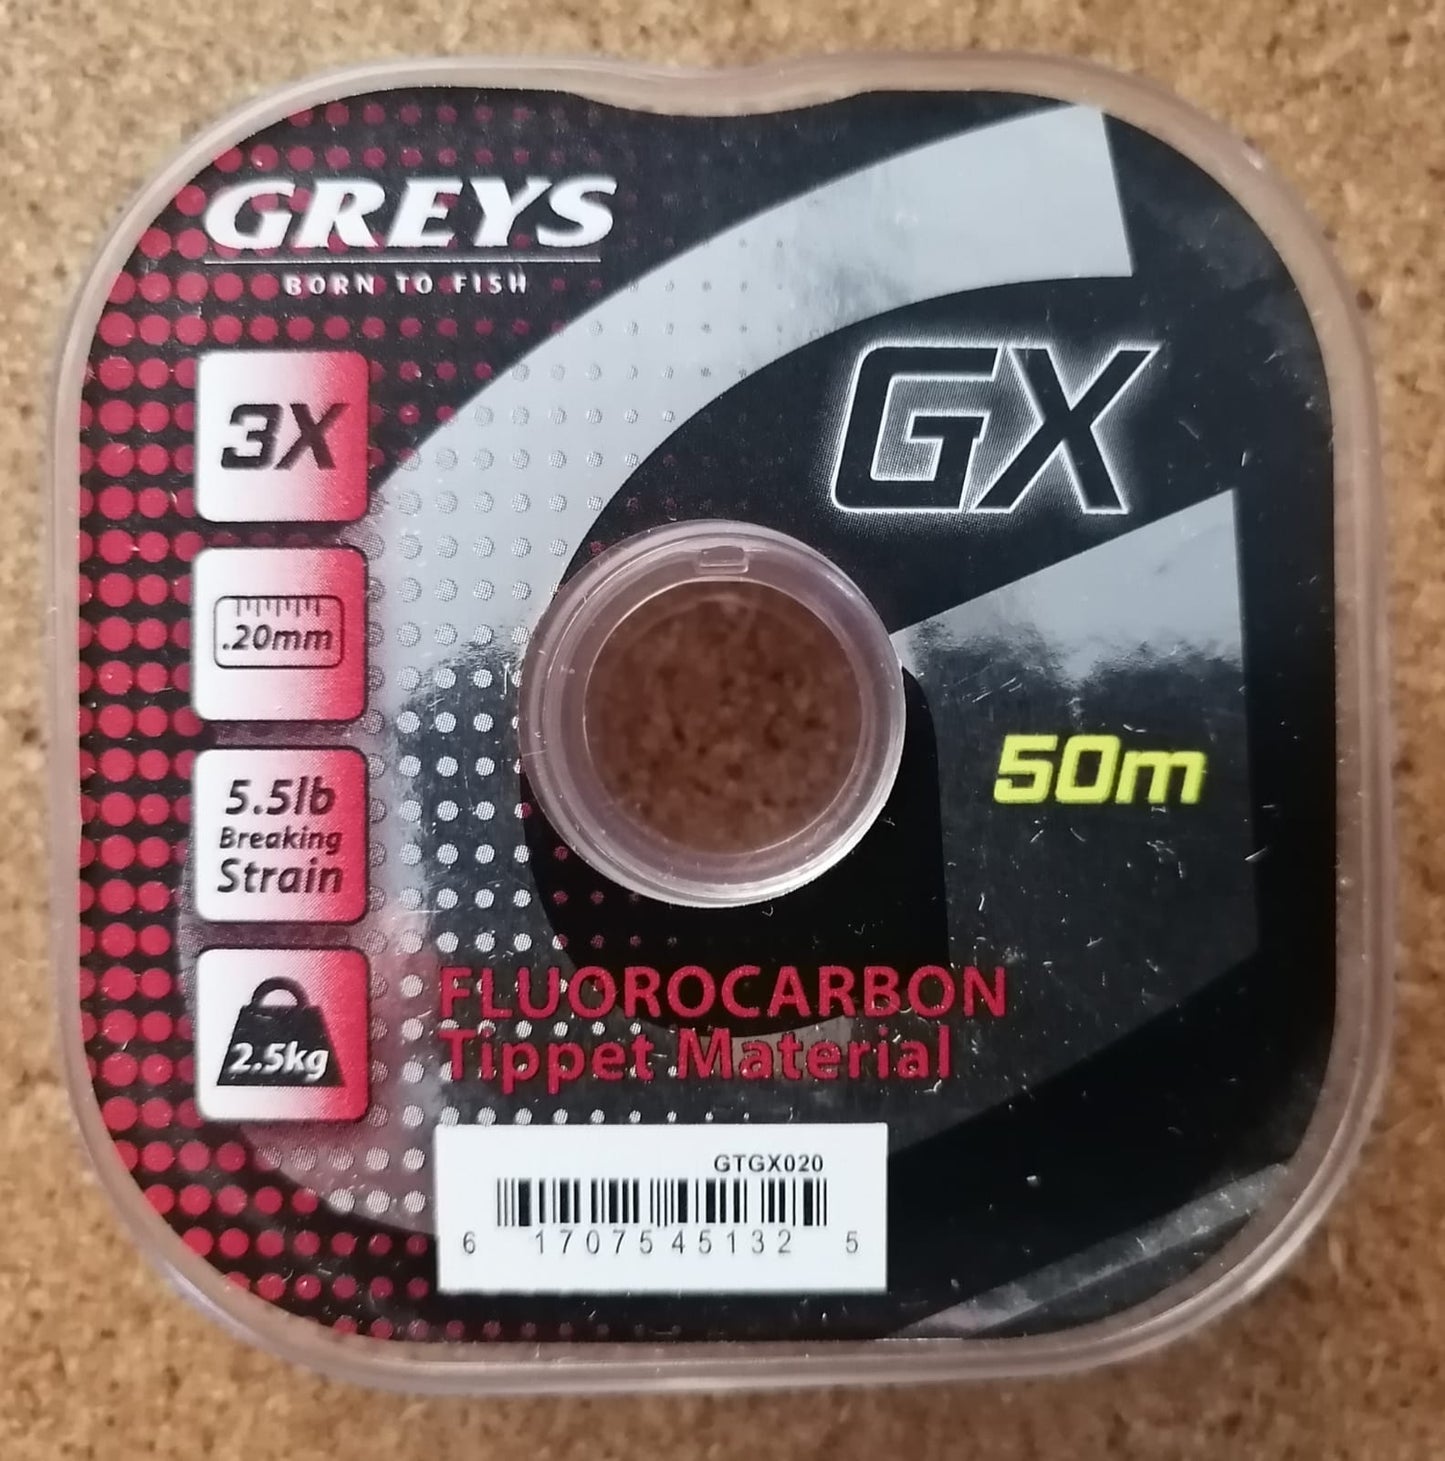 GREYS
BORN TO FISH
GX
3X
.20mm
5.5lb
Breaking
Strain
2.5kg
50m
FLUOROCARBON
Tippet Material
GTGX020
6 17075 45132 5